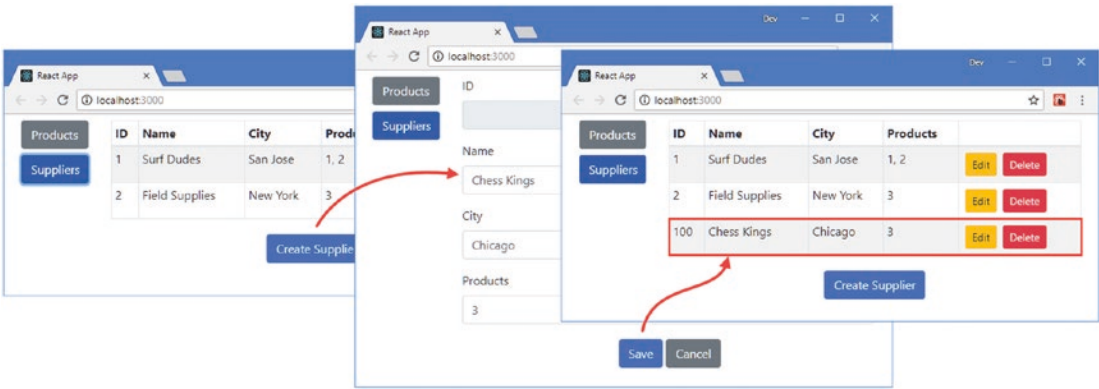 React App
localhost:3000
Products
Suppliers
ID Name City Prod
1 Surf Dudes San Jose 1, 2
2 Field Supplies New York 3
Create Supplie
Dev
React App
localhost:3000
Products
Suppliers
ID
Name
Chess Kings
City
Chicago
Products
3
Save Cancel
Dev
React App
localhost:3000
Products
Suppliers
ID Name City Products
1 Surf Dudes San Jose 1, 2 Edit Delete
2 Field Supplies New York 3 Edit Delete
100 Chess Kings Chicago 3 Edit Delete
Create Supplier